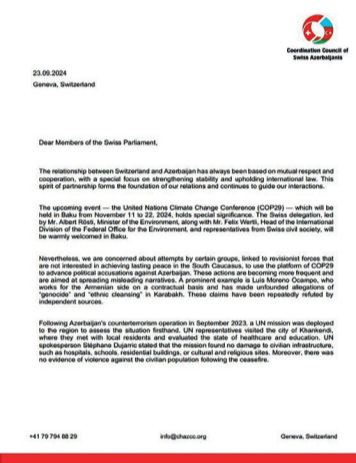 Coordination Council of
Swiss Azerbaijanis
23.09.2024
Geneva, Switzerland
Dear Members of the Swiss Parliament,
The relationship between Switzerland and Azerbaijan has always been based on mutual respect and
cooperation, with a special focus on strengthening stability and upholding international law. This
spirit of partnership forms the foundation of our relations and continues to guide our interactions.
The upcoming event — the United Nations Climate Change Conference (COP29) — which will be
held in Baku from November 11 to 22, 2024, holds special significance. The Swiss delegation, led
by Mr. Albert Rösti, Minister of the Environment, along with Mr. Felix Wertli, Head of the International
Division of the Federal Office for the Environment, and representatives from Swiss civil society, will
be warmly welcomed in Baku.
Nevertheless, we are concerned about attempts by certain groups, linked to revisionist forces that
are not interested in achieving lasting peace in the South Caucasus, to use the platform of COP29
to advance political accusations against Azerbaijan. These actions are becoming more frequent and
are aimed at spreading misleading narratives. A prominent example is Luis Moreno Ocampo, who
works for the Armenian side on a contractual basis and has made unfounded allegations of
"genocide" and "ethnic cleansing" in Karabakh. These claims have been repeatedly refuted by
independent sources.
Following Azerbaijan's counterterrorism operation in September 2023, a UN mission was deployed
to the region to assess the situation firsthand. UN representatives visited the city of Khankendi,
where they met with local residents and evaluated the state of healthcare and education. UN
spokesperson Stéphane Dujarric stated that the mission found no damage to civilian infrastructure,
such as hospitals, schools, residential buildings, or cultural and religious sites. Moreover, there was
no evidence of violence against the civilian population following the ceasefire.
+41 79 794 88 29
info@chazcc.org
Geneva, Switzerland